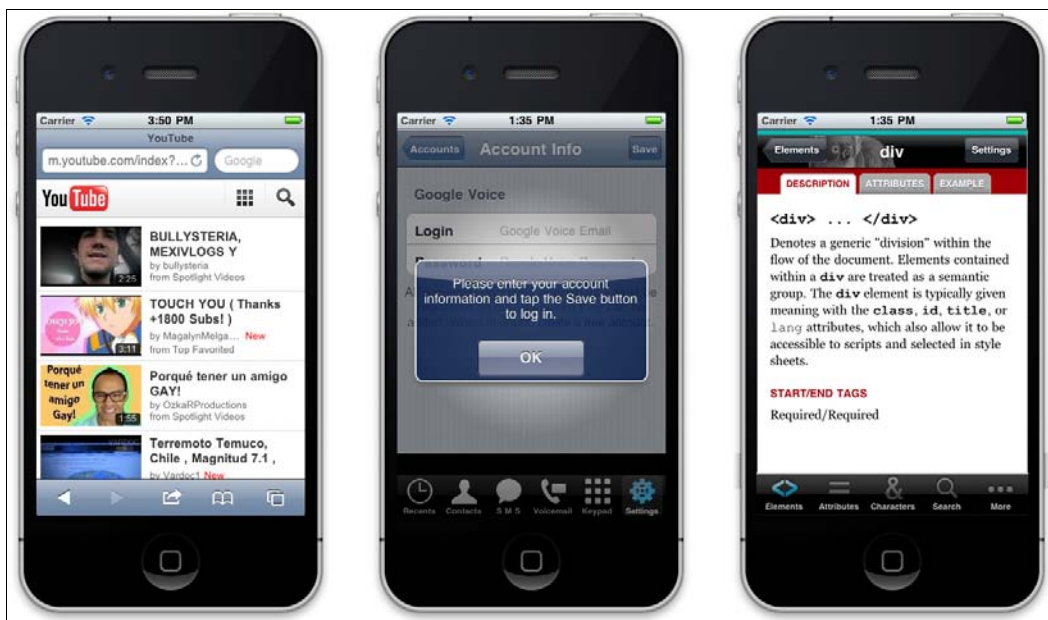 Carrier
3:50 PM
YouTube
m.youtube.com/index?...
Google
YouTube
BULLYSTERIA,
MEXIVLOGS Y
by bullysteria
from Spotlight Videos
2:25
TOUCH YOU ( Thanks
+1800 Subs! )
by MagalynMelga... New
from Top Favorited
3:11
Porqué
tener un
amigo
Gay!
1:55
Porqué tener un amigo
GAY!
by OzkaRProductions
from Spotlight Videos
Terremoto Temuco,
Chile , Magnitud 7.1 ,
by Vardoc1 New
Carrier
1:35 PM
Accounts
Account Info
Save
Google Voice
Login
Google Voice Email
Please enter your account
information and tap the Save button
to log in.
OK
Recents
Contacts
S M S
Voicemail
Keypad
Settings
Carrier
1:35 PM
Elements
div
Settings
DESCRIPTION
ATTRIBUTES
EXAMPLE
<div> ... </div>
Denotes a generic "division" within the
flow of the document. Elements contained
within a div are treated as a semantic
group. The div element is typically given
meaning with the class, id, title, or
lang attributes, which also allow it to be
accessible to scripts and selected in style
sheets.
START/END TAGS
Required/Required
Elements
Attributes
Characters
Search
More